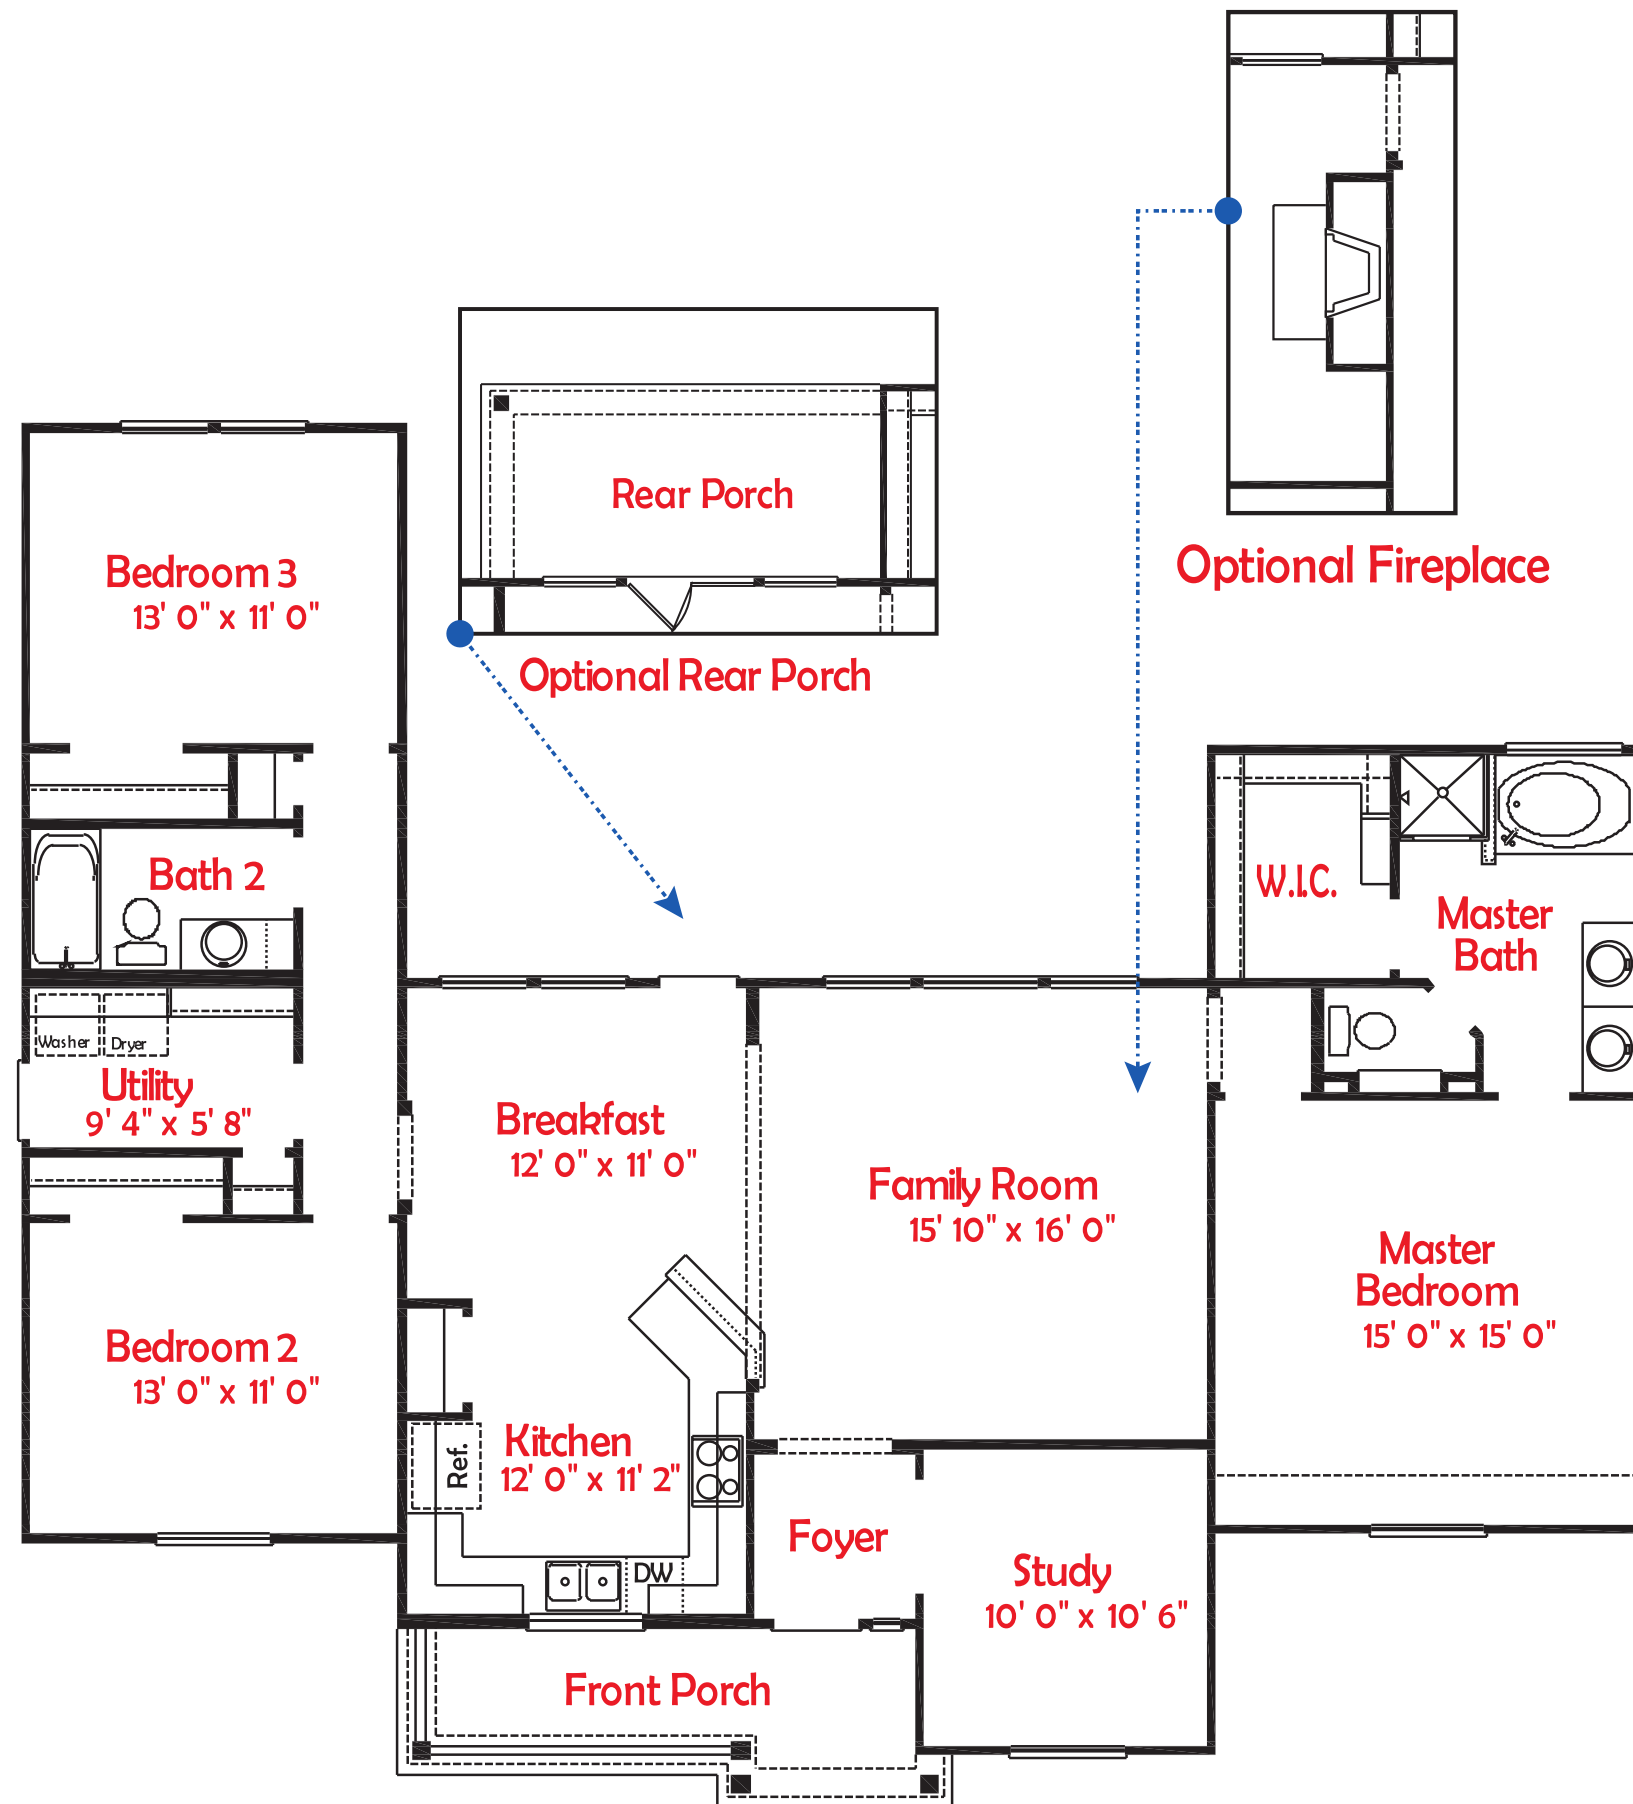 Rear Porch
Optional Fireplace
Optional Rear Porch
Bedroom 3
13' 0" x 11' 0"
Bath 2
W.I.C.
Master
Bath
Washer
Dryer
Utility
9' 4" x 5' 8"
Breakfast
12' 0" x 11' 0"
Family Room
15' 10" x 16' 0"
Master
Bedroom
15' 0" x 15' 0"
Bedroom 2
13' 0" x 11' 0"
Ref.
Kitchen
12' 0" x 11' 2"
Foyer
DW
Study
10' 0" x 10' 6"
Front Porch